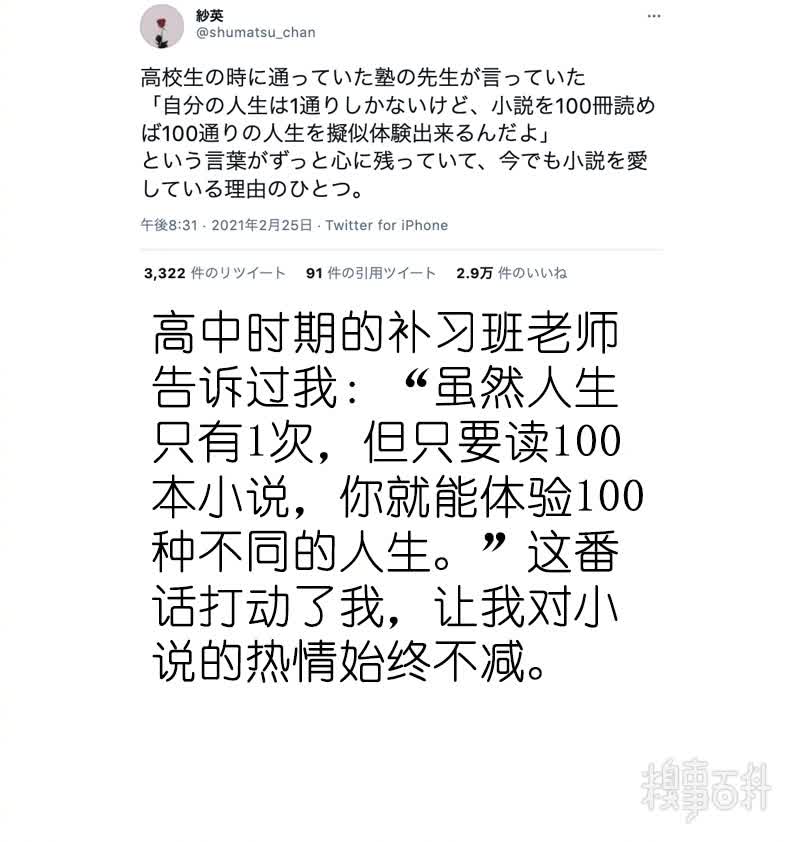 紗英
@shumatsu_chan
高校生の時に通っていた塾の先生が言っていた
「自分の人生は1通りしかないけど、小説を100冊読め
ば100通りの人生を擬似体験出来るんだよ」
という言葉がずっと心に残っていて、今でも小説を愛
している理由のひとつ。
午後8:31 · 2021年2月25日 · Twitter for iPhone
3,322 件のリツイート 91 件の引用ツイート 2.9万 件のいいね
高中时期的补习班老师
告诉过我：“虽然人生
只有1次，但只要读100
本小说，你就能体验100
种不同的人生。”这番
话打动了我，让我对小
说的热情始终不减。
糗事百科